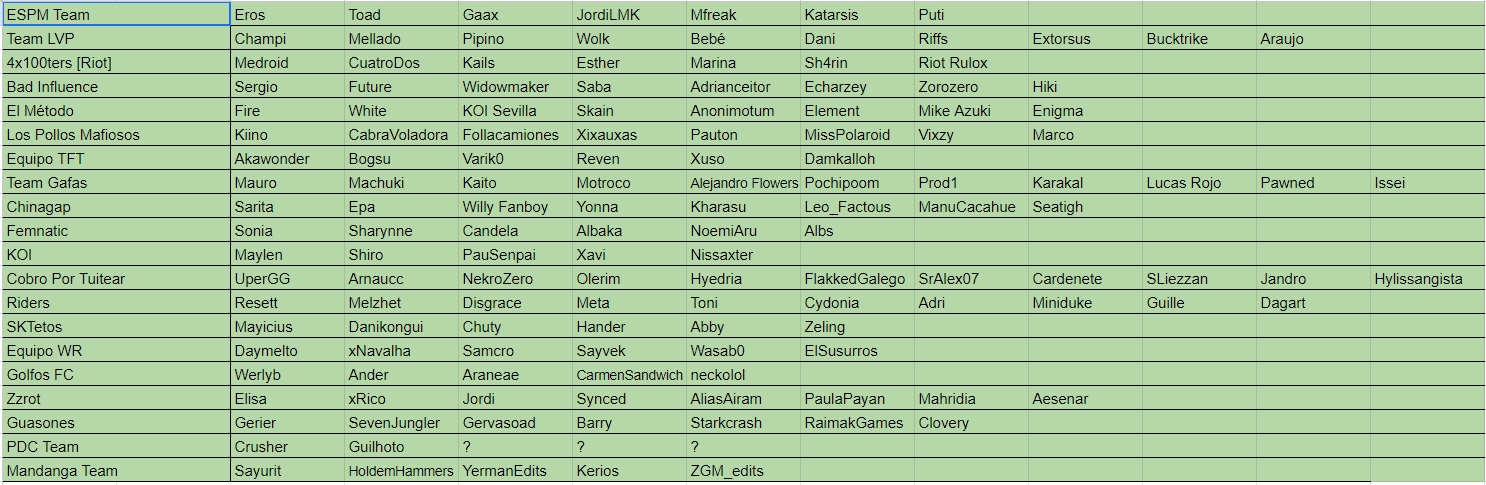 ESPM Team Eros Toad Gaax JordiLMK Mfreak Katarsis Puti
Team LVP Champi Mellado Pipino Wolk Bebé Dani Riffs Extorsus Bucktrike Araujo
4x100ters [Riot] Medroid CuatroDos Kails Esther Marina Sh4rin Riot Rulox
Bad Influence Sergio Future Widowmaker Saba Adrianceitor Echarzey Zorozero Hiki
El Método Fire White KOI Sevilla Skain Anonimotum Element Mike Azuki Enigma
Los Pollos Mafiosos Kiino CabraVoladora Follacamiones Xixauxas Pauton MissPolaroid Vixzy Marco
Equipo TFT Akawonder Bogsu Varik0 Reven Xuso Damkalloh
Team Gafas Mauro Machuki Kaito Motroco Alejandro Flowers Pochipoom Prod1 Karakal Lucas Rojo Pawned Issei
Chinagap Sarita Epa Willy Fanboy Yonna Kharasu Leo_Factous ManuCacahue Seatigh
Femnatic Sonia Sharynne Candela Albaka NoemiAru Albs
KOI Maylen Shiro PauSenpai Xavi Nissaxter
Cobro Por Tuitear UperGG Arnaucc NekroZero Olerim Hyedria FlakkedGalego SrAlex07 Cardenete SLiezzan Jandro Hylissangista
Riders Resett Melzhet Disgrace Meta Toni Cydonia Adri Miniduke Guille Dagart
SKTetos Mayicius Danikongui Chuty Hander Abby Zeling
Equipo WR Daymelto xNavalha Samcro Sayvek Wasab0 ElSusurros
Golfos FC Werlyb Ander Araneae CarmenSandwich neckolol
Zzrot Elisa xRico Jordi Synced AliasAiram PaulaPayan Mahridia Aesenar
Guasones Gerier SevenJungler Gervasoad Barry Starkcrash RaimakGames Clovery
PDC Team Crusher Guilhoto ? ? ?
Mandanga Team Sayurit HoldemHammers YermanEdits Kerios ZGM_edits